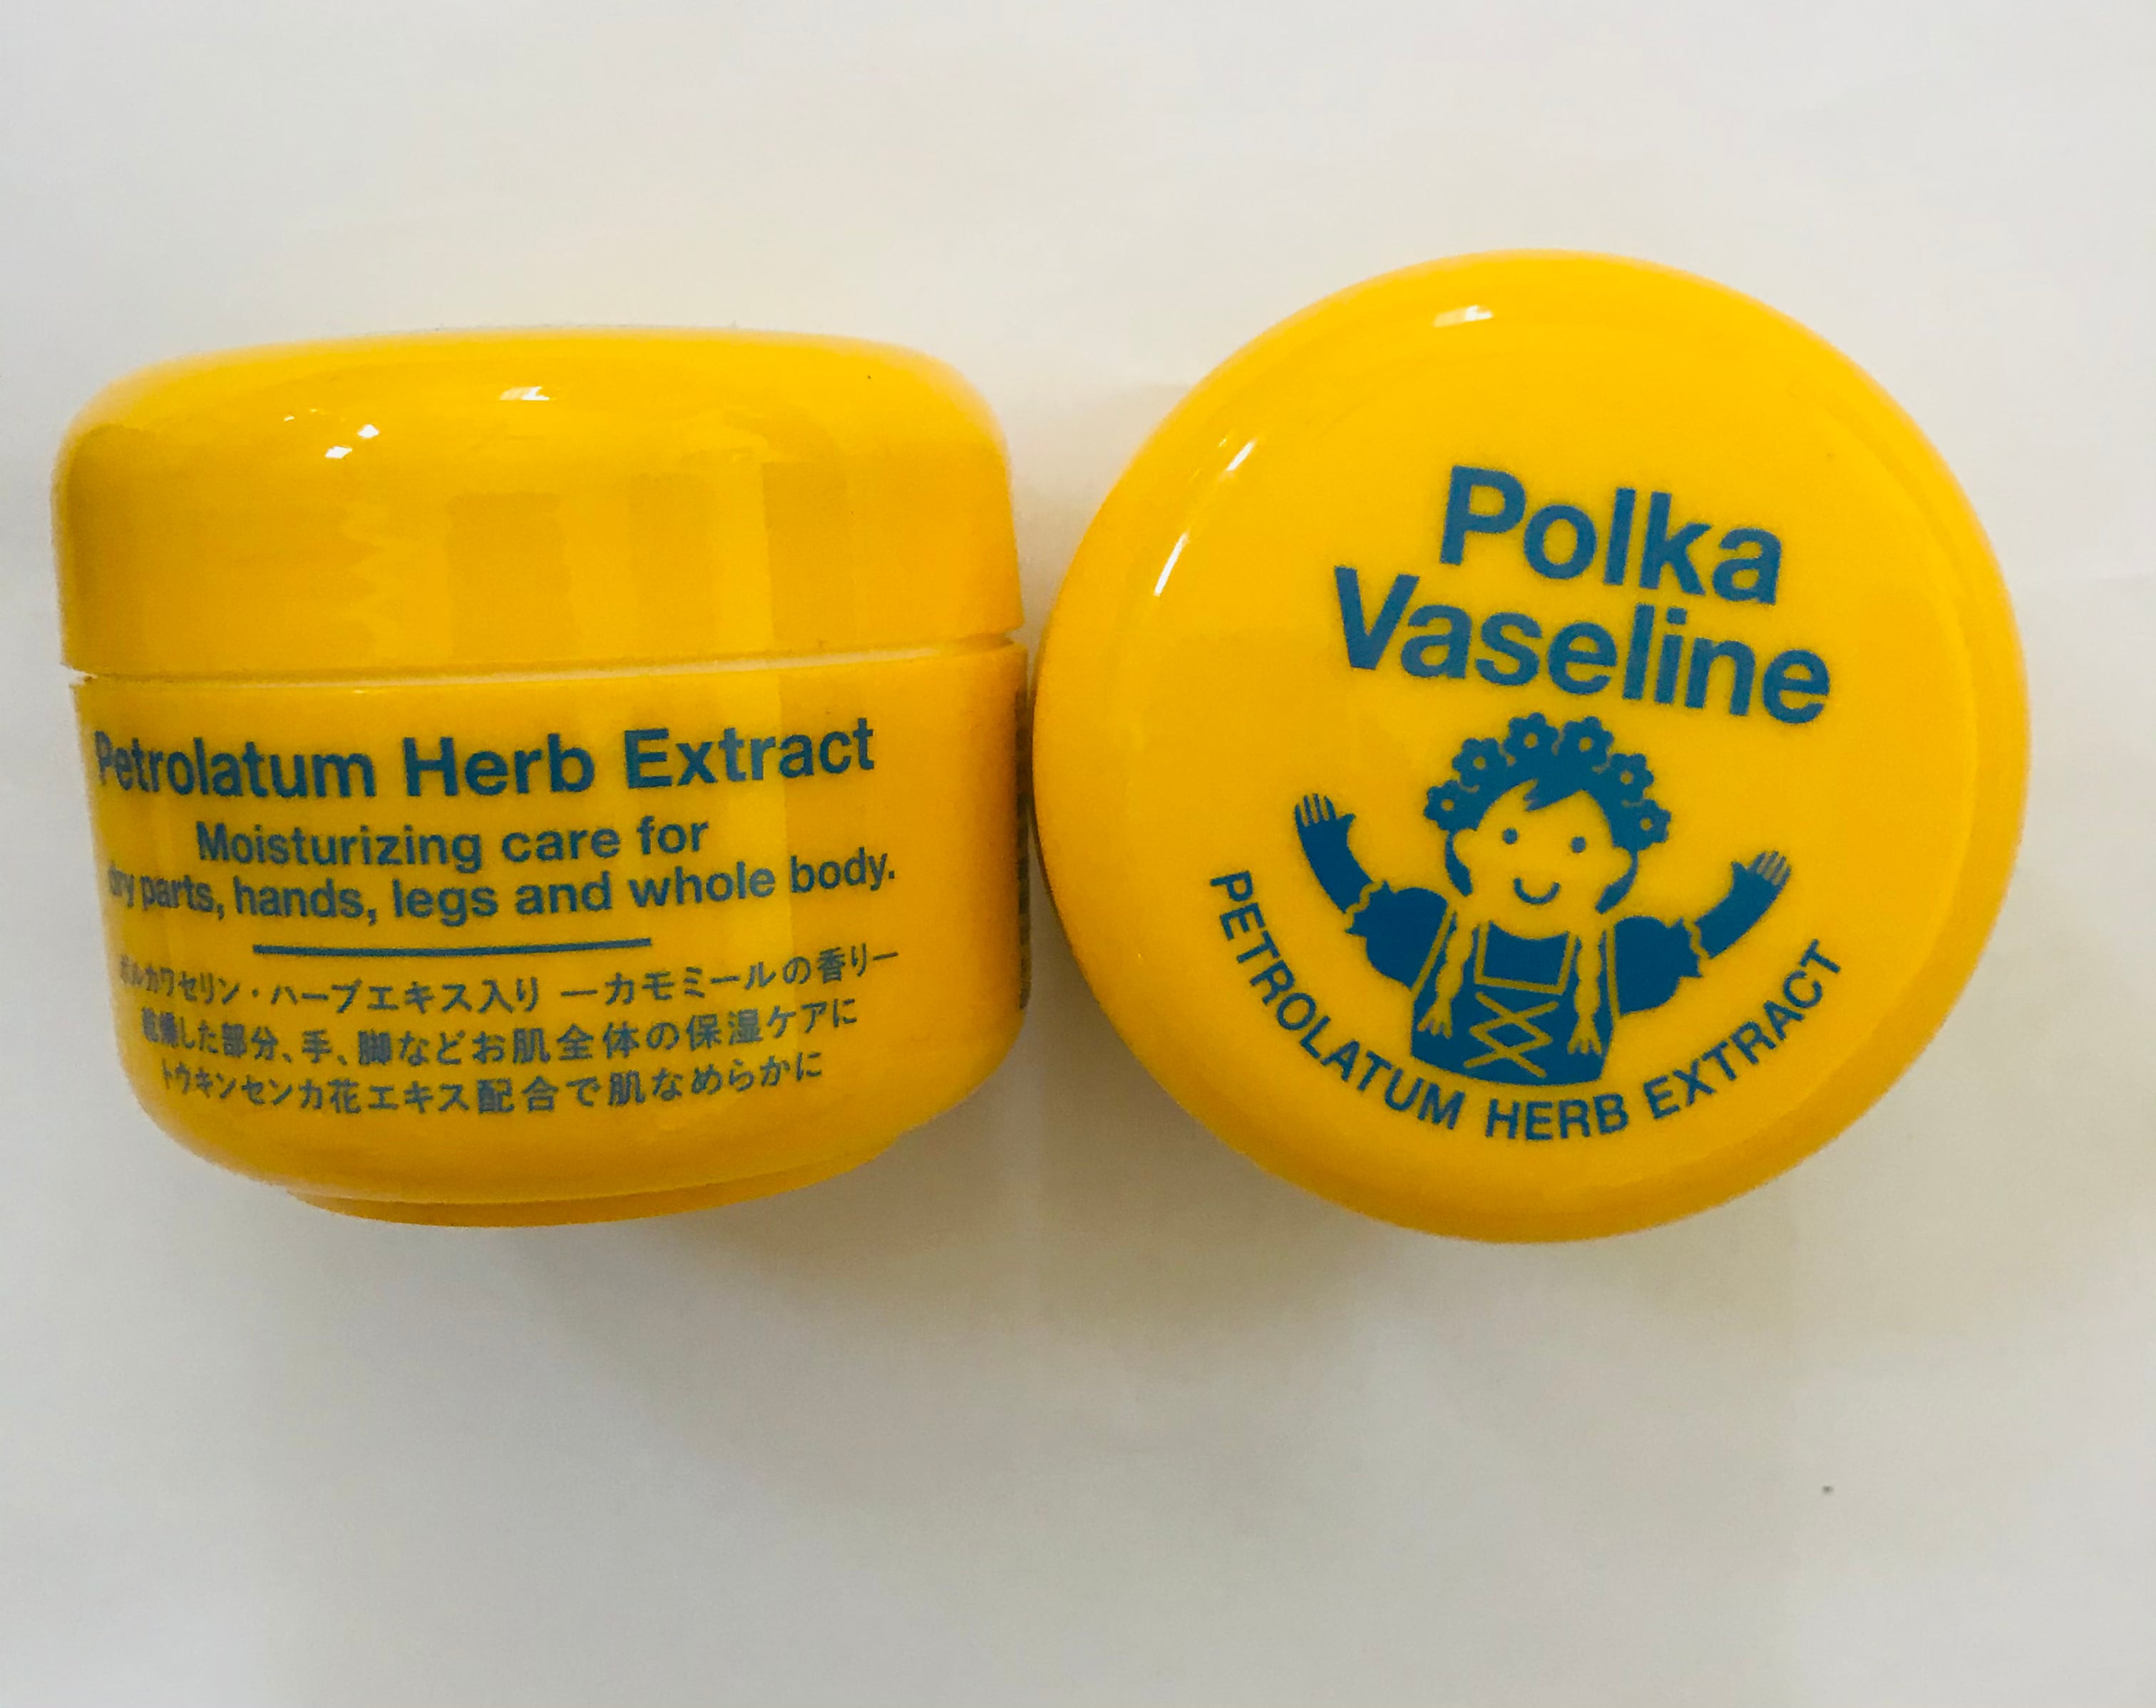 Petrolatum Herb Extract
Moisturizing care for
dry parts, hands, legs and whole body.
ポルカワセリン・ハーブエキス入り ―カモミールの香り―
乾燥した部分、手、脚などお肌全体の保湿ケアに
トウキンセンカ花エキス配合で肌なめらかに
Polka
Vaseline
PETROLATUM HERB EXTRACT